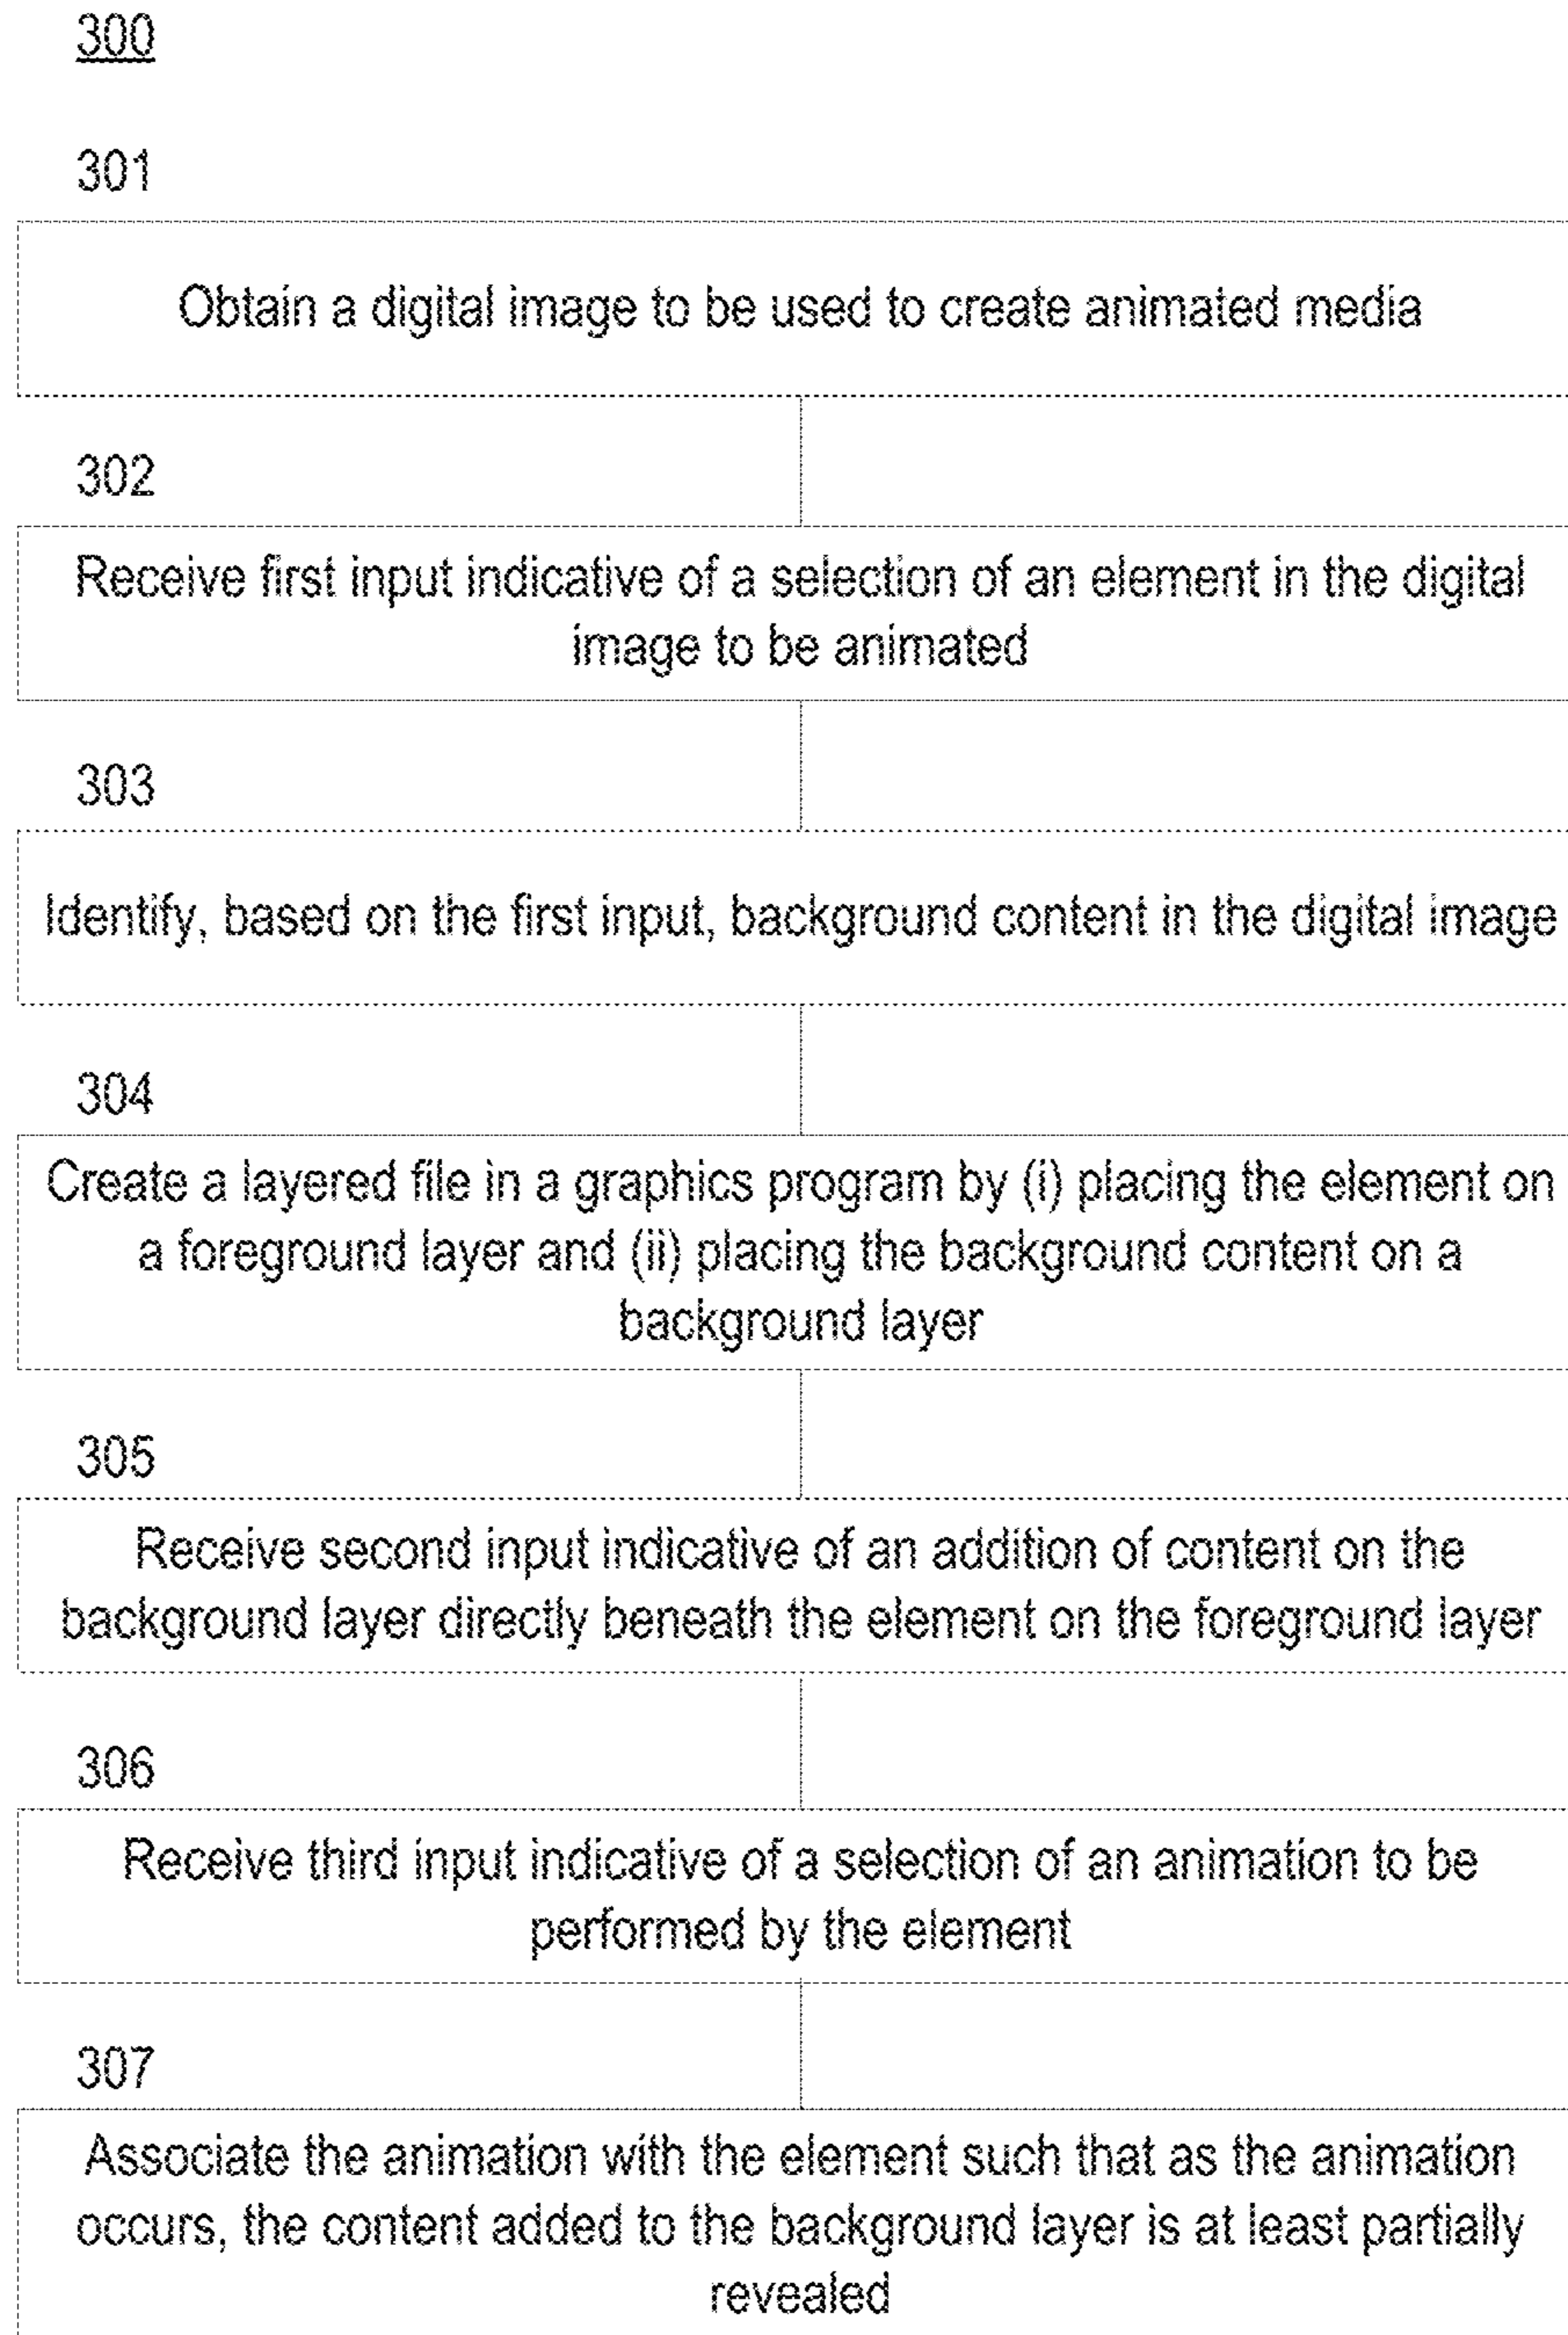 300
301
Obtain a digital image to be used to create animated media
302
Receive first input indicative of a selection of an element in the digital
image to be animated
303
Identify, based on the first input, background content in the digital image
304
Create a layered file in a graphics program by (i) placing the element on
a foreground layer and (ii) placing the background content on a
background layer
305
Receive second input indicative of an addition of content on the
background layer directly beneath the element on the foreground layer
306
Receive third input indicative of a selection of an animation to be
performed by the element
307
Associate the animation with the element such that as the animation
occurs, the content added to the background layer is at least partially
revealed